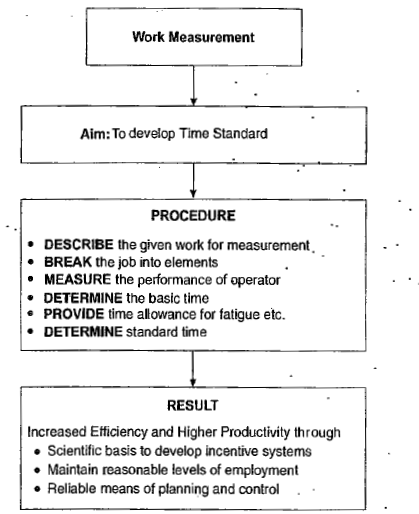 Work Measurement
Aim: To develop Time Standard
PROCEDURE
• DESCRIBE the given work for measurement
• BREAK the job into elements
• MEASURE the performance of operator
• DETERMINE the basic time
• PROVIDE time allowance for fatigue etc.
• DETERMINE standard time
RESULT
Increased Efficiency and Higher Productivity through
• Scientific basis to develop incentive systems
• Maintain reasonable levels of employment
• Reliable means of planning and control